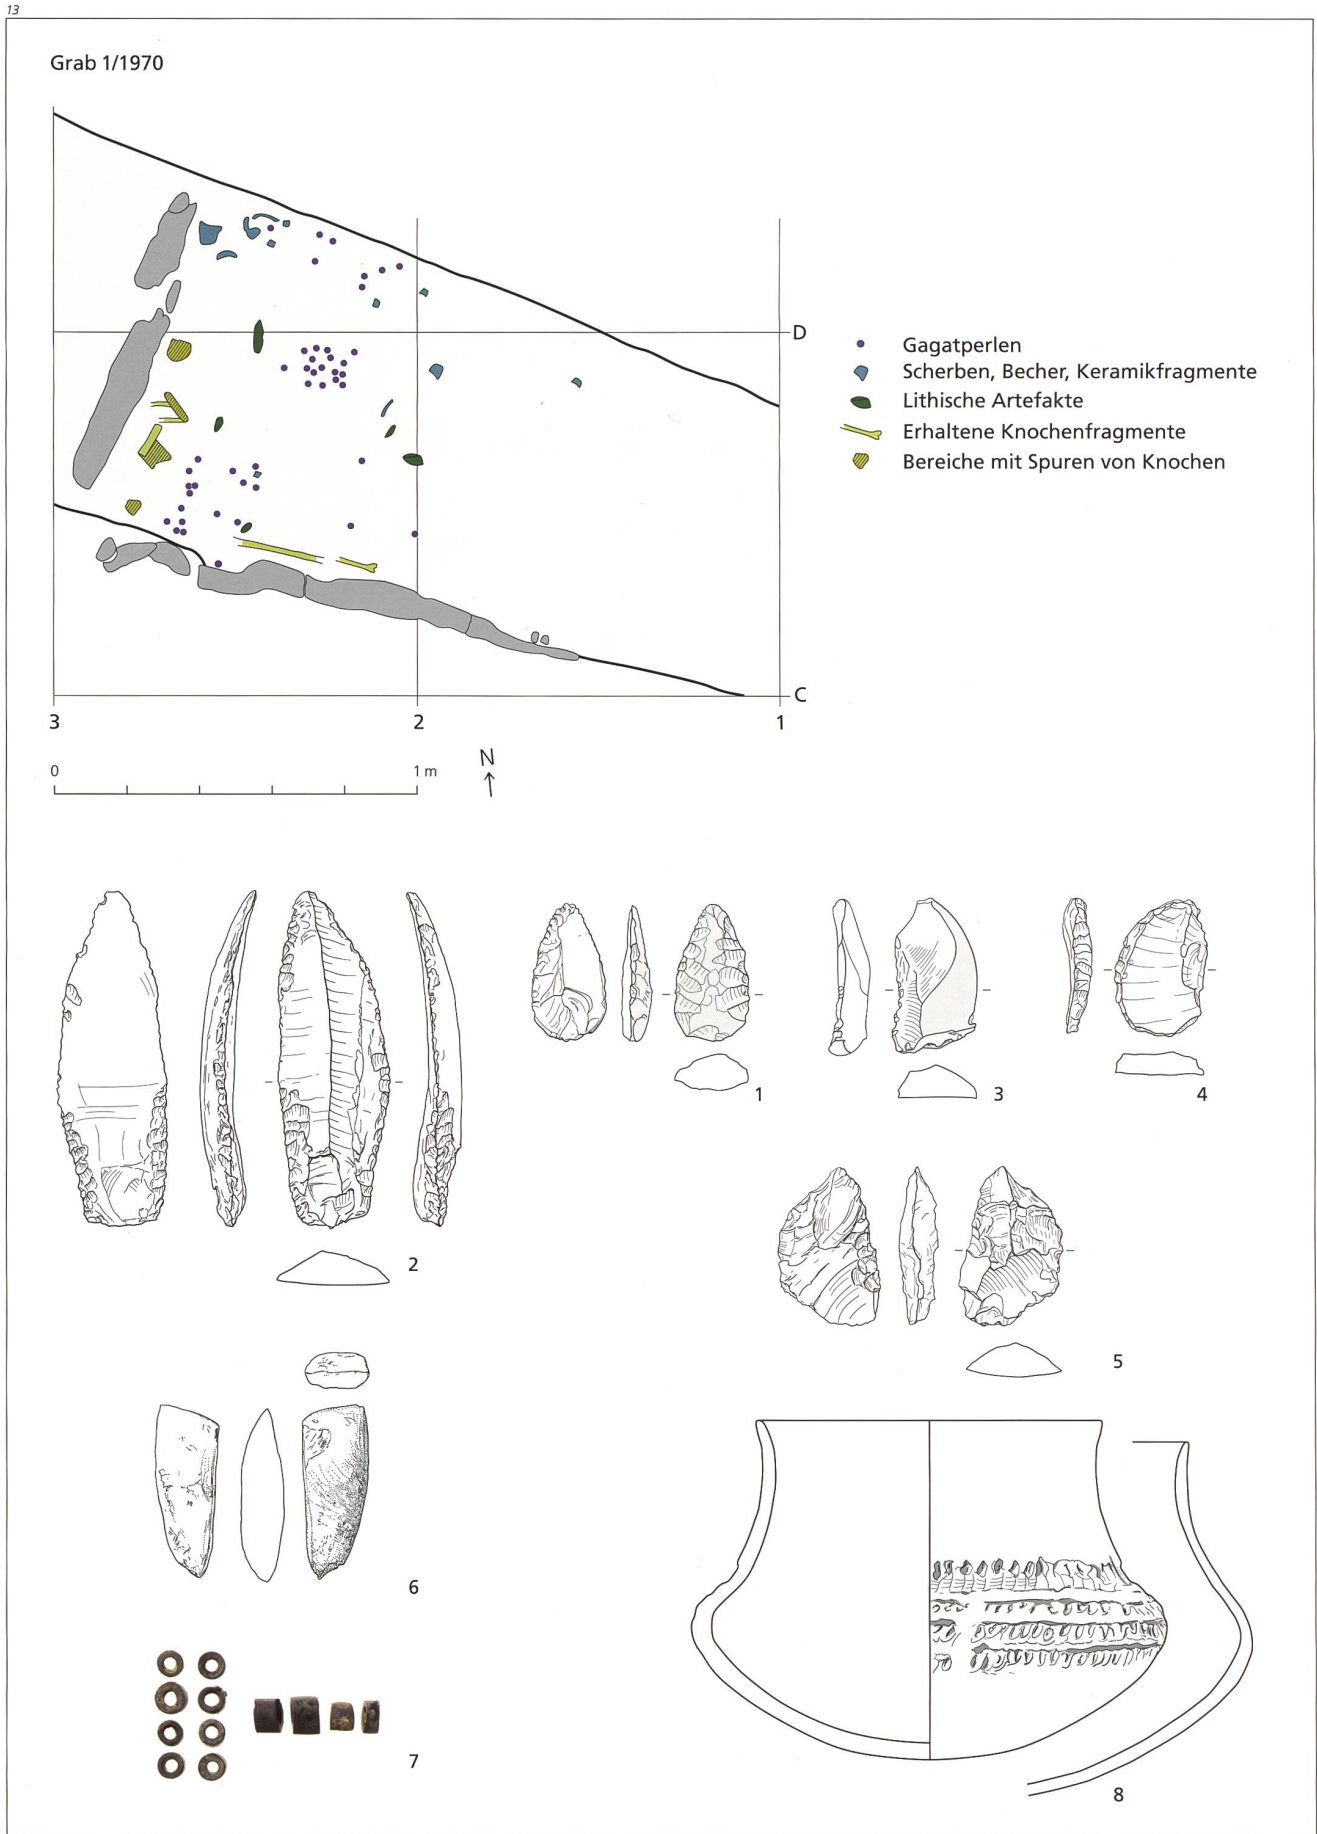 13
Grab 1/1970
D
Gagatperlen
Scherben, Becher, Keramikfragmente
Lithische Artefakte
Erhaltene Knochenfragmente
Bereiche mit Spuren von Knochen
C
3 2 1
N
0 1 m
1 3 4
2
5
6
7
8